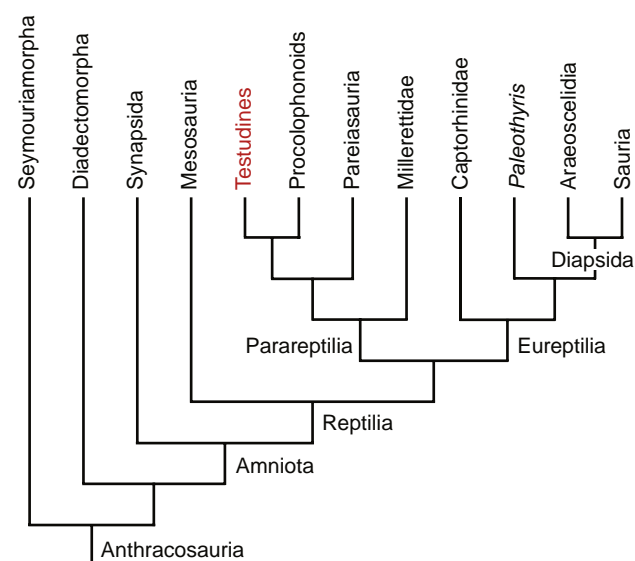 Seymouriamorpha
Diadectomorpha
Synapsida
Mesosauria
Testudines
Procolophonoids
Pareiasauria
Millerettidae
Captorhinidae
Paleothyris
Araeoscelidia
Sauria
Diapsida
Parareptilia
Eureptilia
Reptilia
Amniota
Anthracosauria